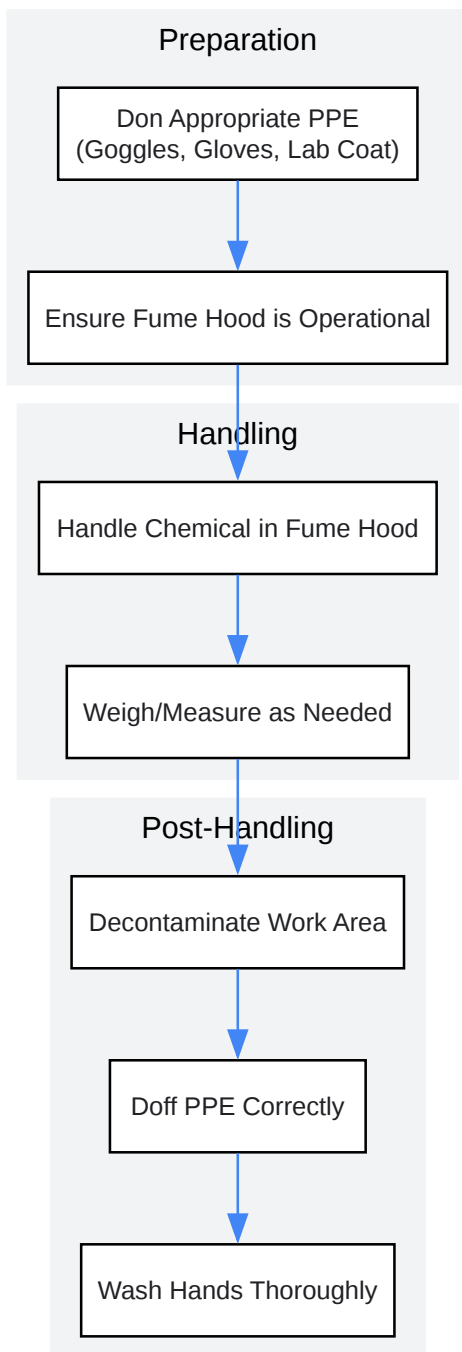 Preparation
Don Appropriate PPE
(Goggles, Gloves, Lab Coat)
Ensure Fume Hood is Operational
Handling
Handle Chemical in Fume Hood
Weigh/Measure as Needed
Post-Handling
Decontaminate Work Area
Doff PPE Correctly
Wash Hands Thoroughly